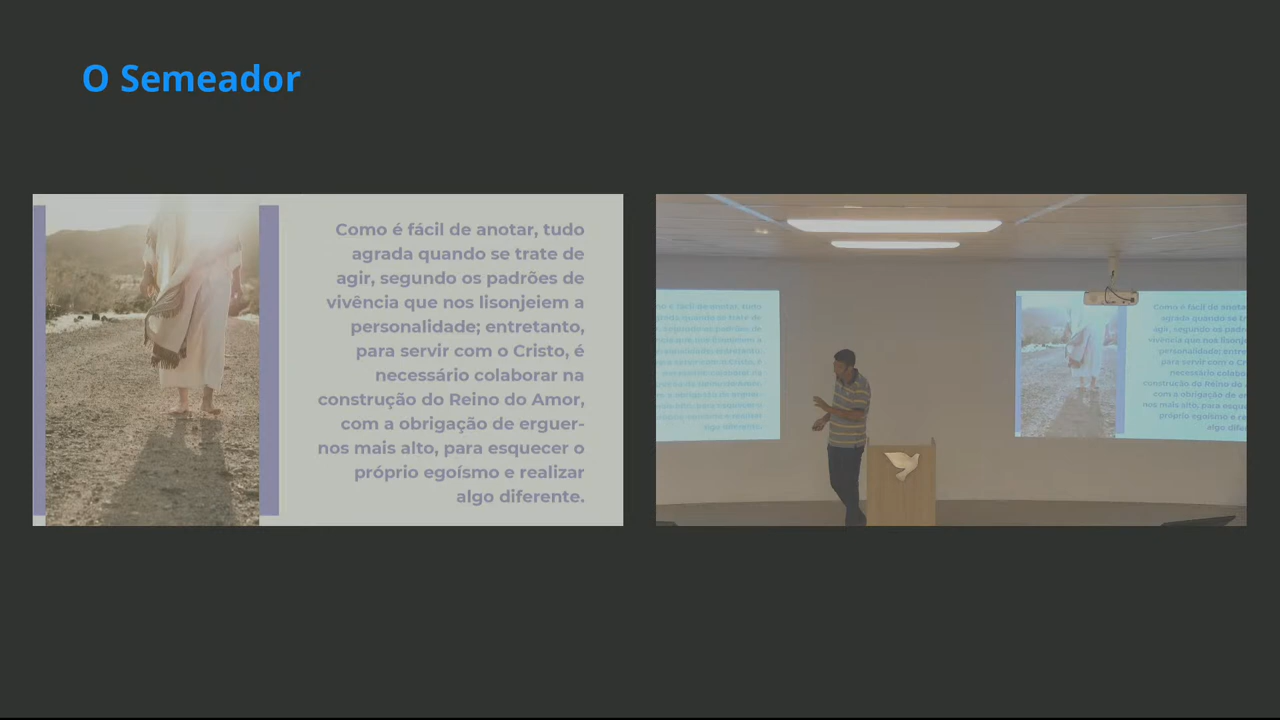 O Semeador
Como é fácil de anotar, tudo
agrada quando se trate de
agir, segundo os padrões de
vivência que nos lisonjeiem a
personalidade; entretanto,
para servir com o Cristo, é
necessário colaborar na
construção do Reino do Amor,
com a obrigação de erguer-
nos mais alto, para esquecer o
próprio egoísmo e realizar
algo diferente.